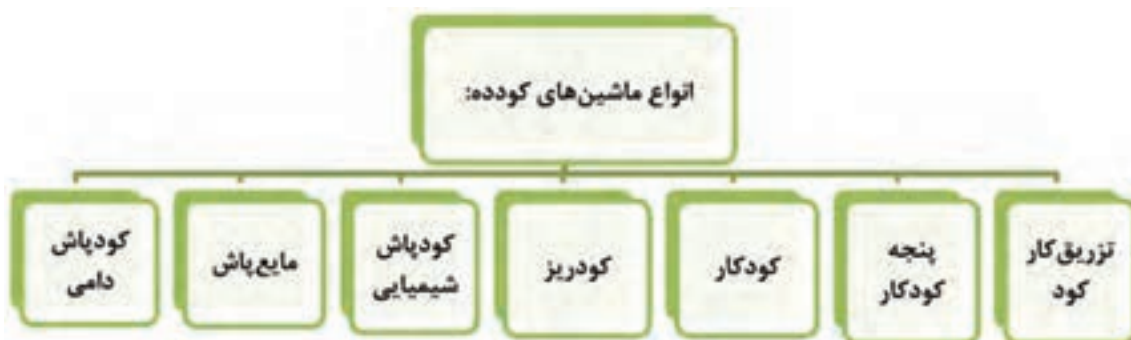 انواع ماشین‌های کودده:
تزریق‌کار
کود
پنجه
کودکار
کودکار
کودریز
کودپاش
شیمیایی
مایع‌پاش
کودپاش
دامی